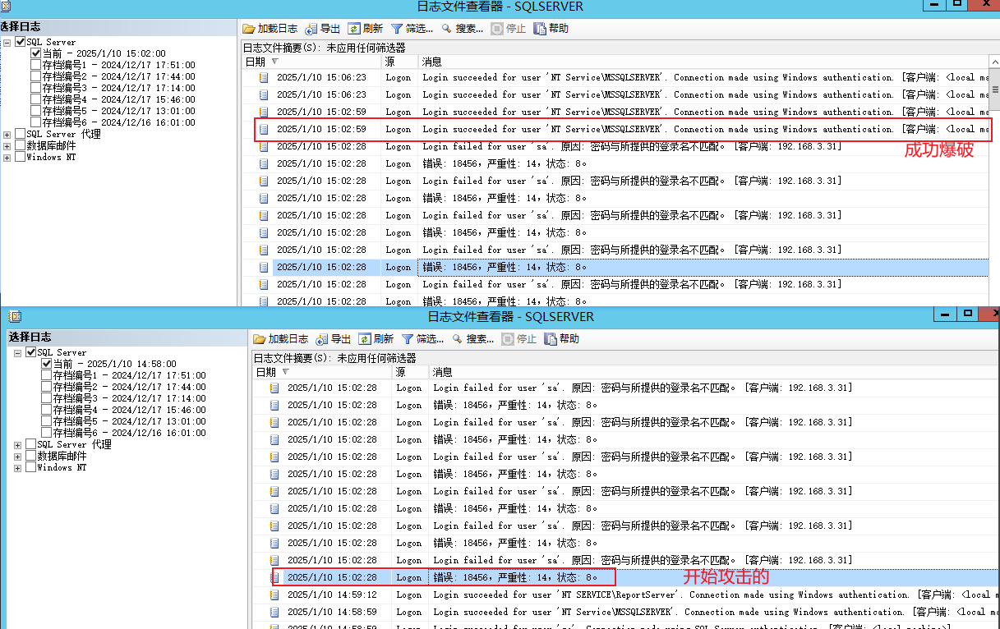 日志文件查看器 - SQLSERVER
选择日志
加载日志 导出 刷新 筛选... 搜索... 停止 帮助
SQL Server
当前 - 2025/1/10 15:02:00
存档编号1 - 2024/12/17 17:51:00
存档编号2 - 2024/12/17 17:44:00
存档编号3 - 2024/12/17 17:14:00
存档编号4 - 2024/12/17 15:46:00
存档编号5 - 2024/12/17 13:01:00
存档编号6 - 2024/12/16 16:01:00
SQL Server 代理
数据库邮件
Windows NT
日志文件摘要(S): 未应用任何筛选器
日期 源 消息
2025/1/10 15:06:23 Logon Login succeeded for user 'NT Service\MSSQLSERVER'. Connection made using Windows authentication. [客户端: <local ma
2025/1/10 15:06:23 Logon Login succeeded for user 'NT Service\MSSQLSERVER'. Connection made using Windows authentication. [客户端: <local ma
2025/1/10 15:02:59 Logon Login succeeded for user 'NT Service\MSSQLSERVER'. Connection made using Windows authentication. [客户端: <local ma
2025/1/10 15:02:59 Logon Login succeeded for user 'NT Service\MSSQLSERVER'. Connection made using Windows authentication. [客户端: <local ma
2025/1/10 15:02:28 Logon Login failed for user 'sa'. 原因: 密码与所提供的登录名不匹配。 [客户端: 192.168.3.31]
成功爆破
2025/1/10 15:02:28 Logon 错误: 18456，严重性: 14，状态: 8。
2025/1/10 15:02:28 Logon Login failed for user 'sa'. 原因: 密码与所提供的登录名不匹配。 [客户端: 192.168.3.31]
2025/1/10 15:02:28 Logon 错误: 18456，严重性: 14，状态: 8。
2025/1/10 15:02:28 Logon Login failed for user 'sa'. 原因: 密码与所提供的登录名不匹配。 [客户端: 192.168.3.31]
2025/1/10 15:02:28 Logon 错误: 18456，严重性: 14，状态: 8。
2025/1/10 15:02:28 Logon Login failed for user 'sa'. 原因: 密码与所提供的登录名不匹配。 [客户端: 192.168.3.31]
2025/1/10 15:02:28 Logon 错误: 18456，严重性: 14，状态: 8。
2025/1/10 15:02:28 Logon Login failed for user 'sa'. 原因: 密码与所提供的登录名不匹配。 [客户端: 192.168.3.31]
2025/1/10 15:02:28 Logon 错误: 18456，严重性: 14，状态: 8。
日志文件查看器 - SQLSERVER
选择日志
加载日志 导出 刷新 筛选... 搜索... 停止 帮助
SQL Server
当前 - 2025/1/10 14:58:00
存档编号1 - 2024/12/17 17:51:00
存档编号2 - 2024/12/17 17:44:00
存档编号3 - 2024/12/17 17:14:00
存档编号4 - 2024/12/17 15:46:00
存档编号5 - 2024/12/17 13:01:00
存档编号6 - 2024/12/16 16:01:00
SQL Server 代理
数据库邮件
Windows NT
日志文件摘要(S): 未应用任何筛选器
日期 源 消息
2025/1/10 15:02:28 Logon Login failed for user 'sa'. 原因: 密码与所提供的登录名不匹配。 [客户端: 192.168.3.31]
2025/1/10 15:02:28 Logon 错误: 18456，严重性: 14，状态: 8。
2025/1/10 15:02:28 Logon Login failed for user 'sa'. 原因: 密码与所提供的登录名不匹配。 [客户端: 192.168.3.31]
2025/1/10 15:02:28 Logon 错误: 18456，严重性: 14，状态: 8。
2025/1/10 15:02:28 Logon Login failed for user 'sa'. 原因: 密码与所提供的登录名不匹配。 [客户端: 192.168.3.31]
2025/1/10 15:02:28 Logon 错误: 18456，严重性: 14，状态: 8。
2025/1/10 15:02:28 Logon Login failed for user 'sa'. 原因: 密码与所提供的登录名不匹配。 [客户端: 192.168.3.31]
2025/1/10 15:02:28 Logon 错误: 18456，严重性: 14，状态: 8。
2025/1/10 15:02:28 Logon Login failed for user 'sa'. 原因: 密码与所提供的登录名不匹配。 [客户端: 192.168.3.31]
2025/1/10 15:02:28 Logon 错误: 18456，严重性: 14，状态: 8。
2025/1/10 15:02:28 Logon Login failed for user 'sa'. 原因: 密码与所提供的登录名不匹配。 [客户端: 192.168.3.31]
2025/1/10 15:02:28 Logon 错误: 18456，严重性: 14，状态: 8。 开始攻击的
2025/1/10 14:59:12 Logon Login succeeded for user 'NT SERVICE\ReportServer'. Connection made using Windows authentication. [客户端: <local m
2025/1/10 14:58:59 Logon Login succeeded for user 'NT Service\MSSQLSERVER'. Connection made using Windows authentication. [客户端: <local m